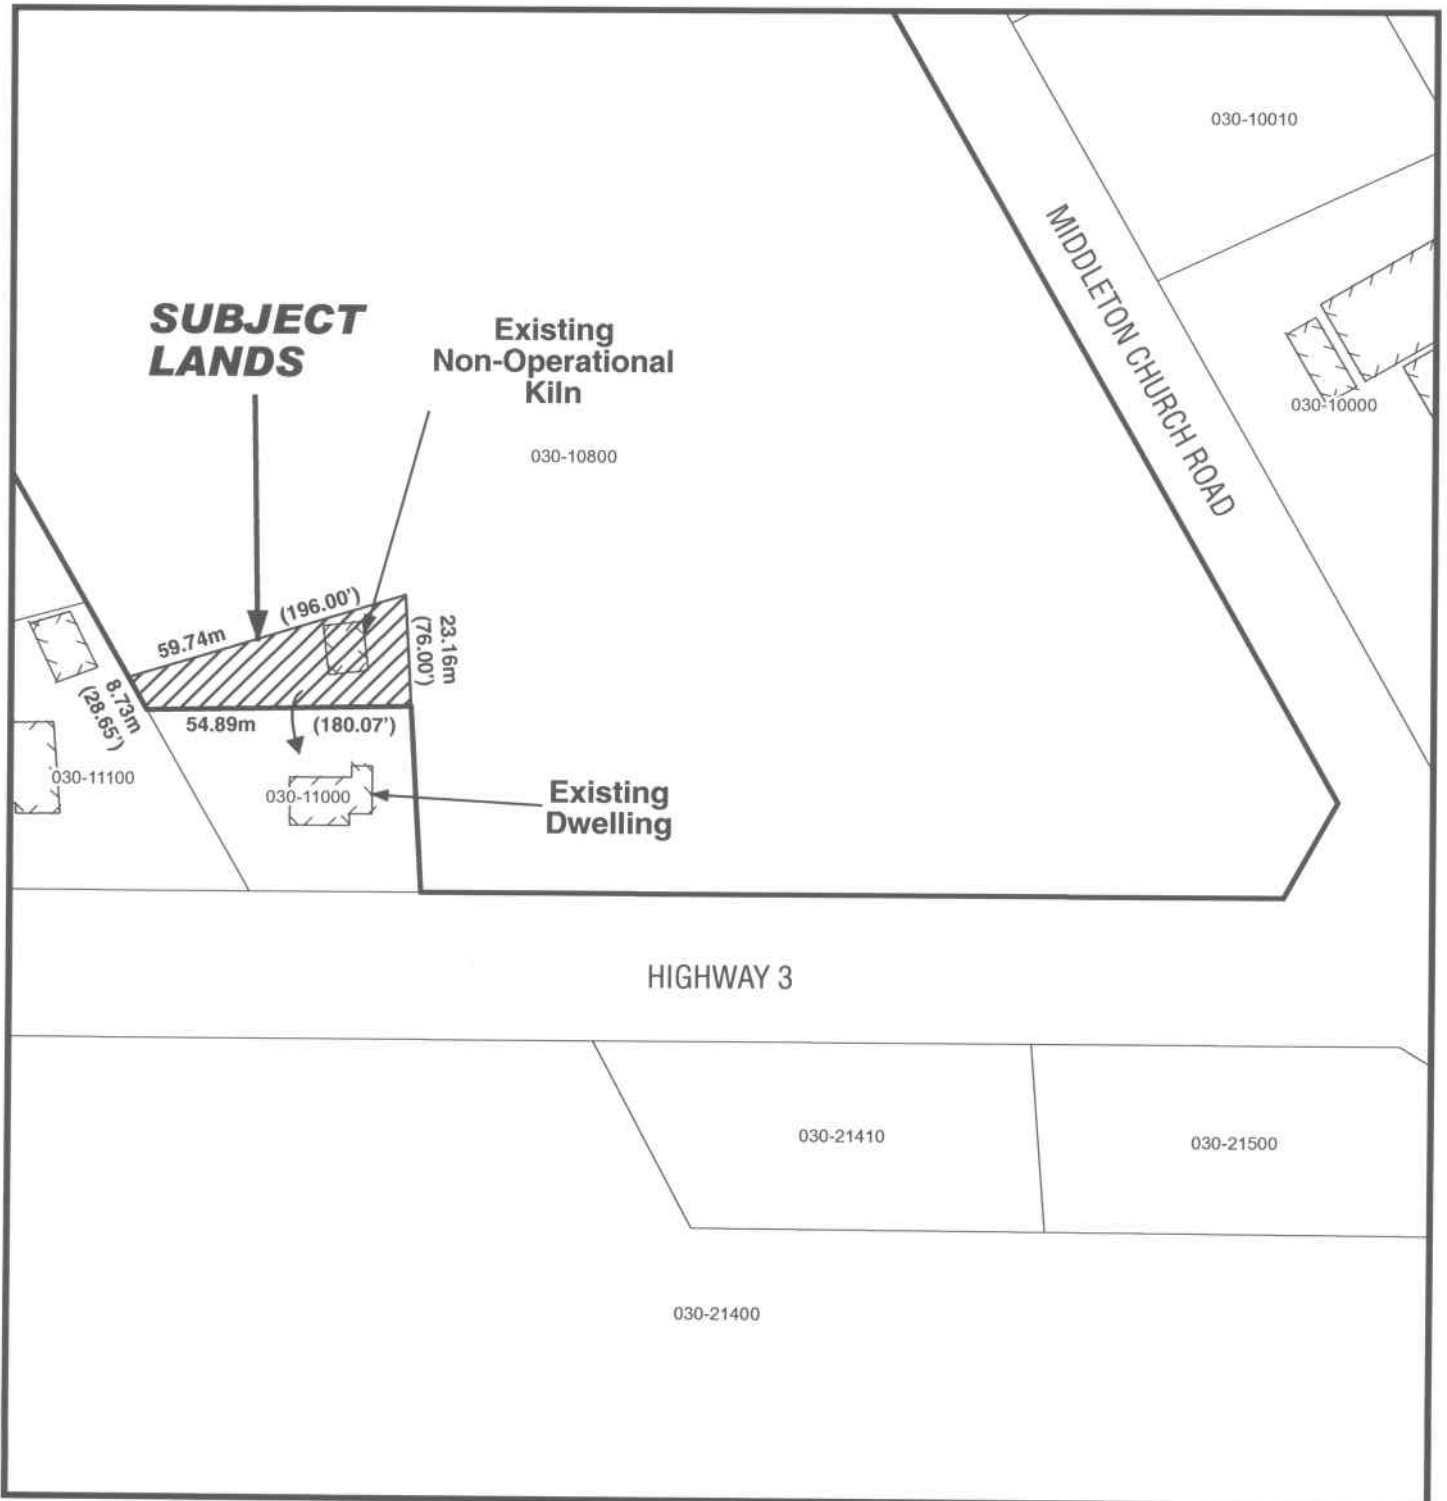 030-10010
MIDDLETON CHURCH ROAD
SUBJECT
LANDS
Existing
Non-Operational
Kiln
030-10000
030-10800
59.74m
(196.00')
23.16m
(76.00')
8.73m
(28.65')
54.89m
(180.07')
030-11100
030-11000
Existing
Dwelling
HIGHWAY 3
030-21410
030-21500
030-21400